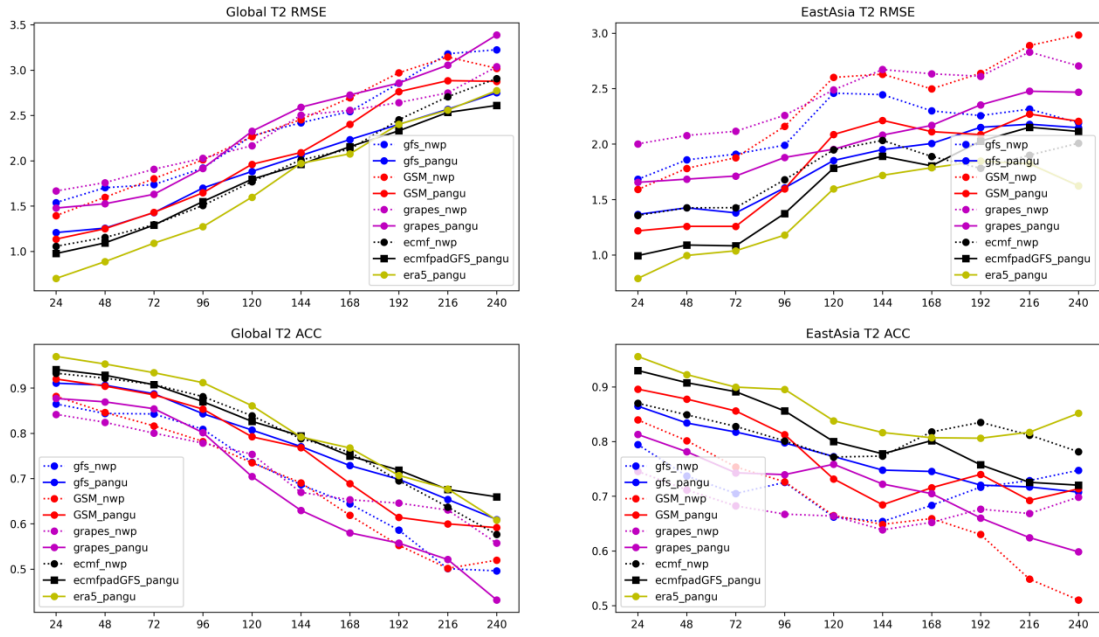 Global T2 RMSE
3.5
3.0
2.5
2.0
1.5
1.0
gfs_nwp
gfs_pangu
GSM_nwp
GSM_pangu
grapes_nwp
grapes_pangu
ecmf_nwp
ecmfpadGFS_pangu
era5_pangu
24 48 72 96 120 144 168 192 216 240
EastAsia T2 RMSE
3.0
2.5
2.0
1.5
1.0
gfs_nwp
gfs_pangu
GSM_nwp
GSM_pangu
grapes_nwp
grapes_pangu
ecmf_nwp
ecmfpadGFS_pangu
era5_pangu
24 48 72 96 120 144 168 192 216 240
Global T2 ACC
0.9
0.8
0.7
0.6
0.5
gfs_nwp
gfs_pangu
GSM_nwp
GSM_pangu
grapes_nwp
grapes_pangu
ecmf_nwp
ecmfpadGFS_pangu
era5_pangu
24 48 72 96 120 144 168 192 216 240
EastAsia T2 ACC
0.9
0.8
0.7
0.6
0.5
gfs_nwp
gfs_pangu
GSM_nwp
GSM_pangu
grapes_nwp
grapes_pangu
ecmf_nwp
ecmfpadGFS_pangu
era5_pangu
24 48 72 96 120 144 168 192 216 240